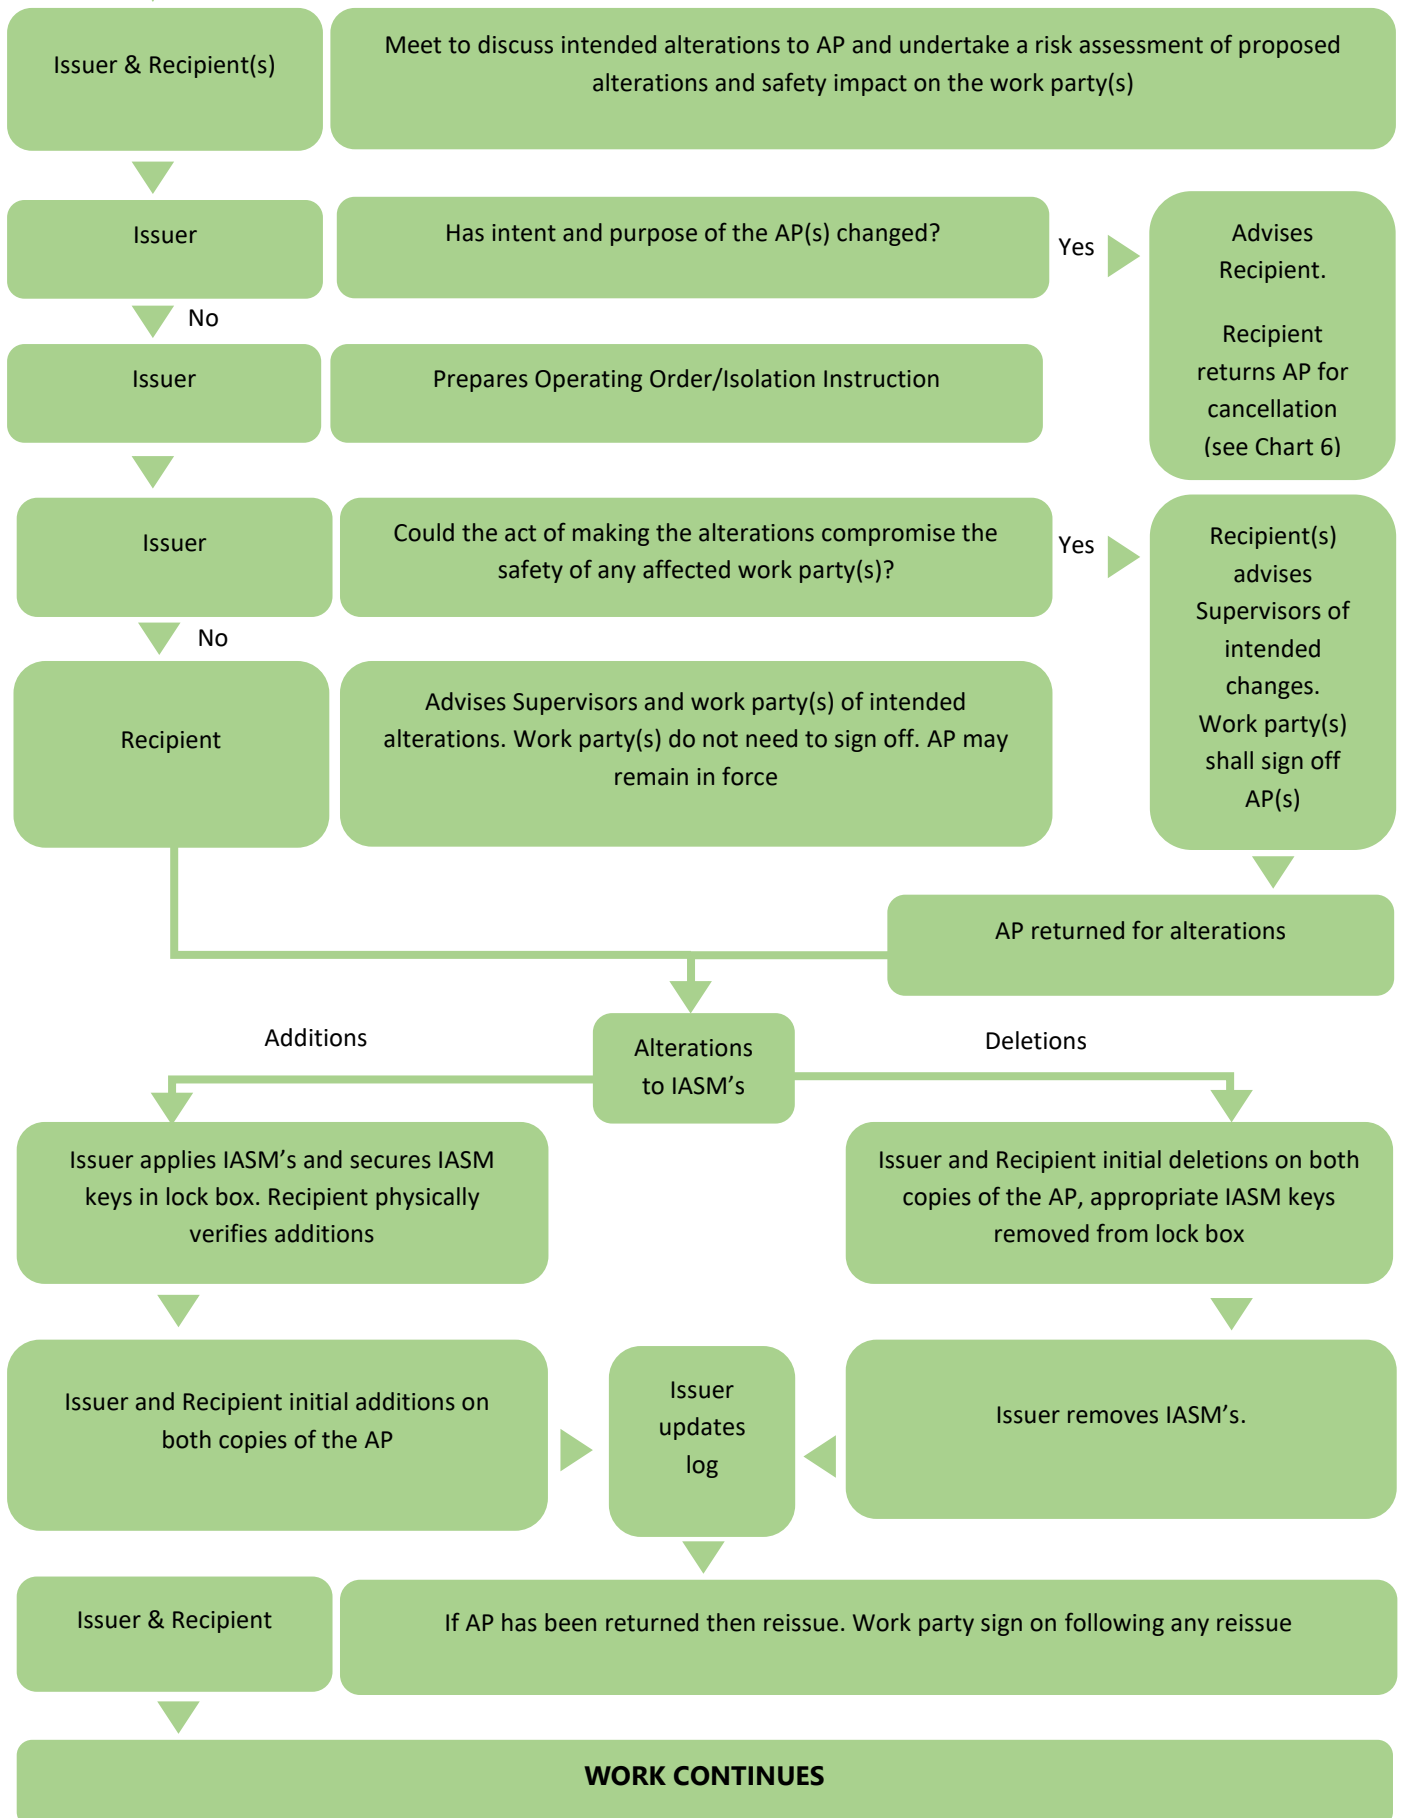 Issuer & Recipient(s)
Meet to discuss intended alterations to AP and undertake a risk assessment of proposed
alterations and safety impact on the work party(s)
Issuer
Has intent and purpose of the AP(s) changed?
Yes
Advises
Recipient.
Recipient
returns AP for
cancellation
(see Chart 6)
No
Issuer
Prepares Operating Order/Isolation Instruction
Issuer
Could the act of making the alterations compromise the
safety of any affected work party(s)?
Yes
Recipient(s)
advises
Supervisors of
intended
changes.
Work party(s)
shall sign off
AP(s)
No
Recipient
Advises Supervisors and work party(s) of intended
alterations. Work party(s) do not need to sign off. AP may
remain in force
AP returned for alterations
Alterations
to IASM’s
Additions
Deletions
Issuer applies IASM’s and secures IASM
keys in lock box. Recipient physically
verifies additions
Issuer and Recipient initial deletions on both
copies of the AP, appropriate IASM keys
removed from lock box
Issuer and Recipient initial additions on
both copies of the AP
Issuer
updates
log
Issuer removes IASM’s.
Issuer & Recipient
If AP has been returned then reissue. Work party sign on following any reissue
WORK CONTINUES